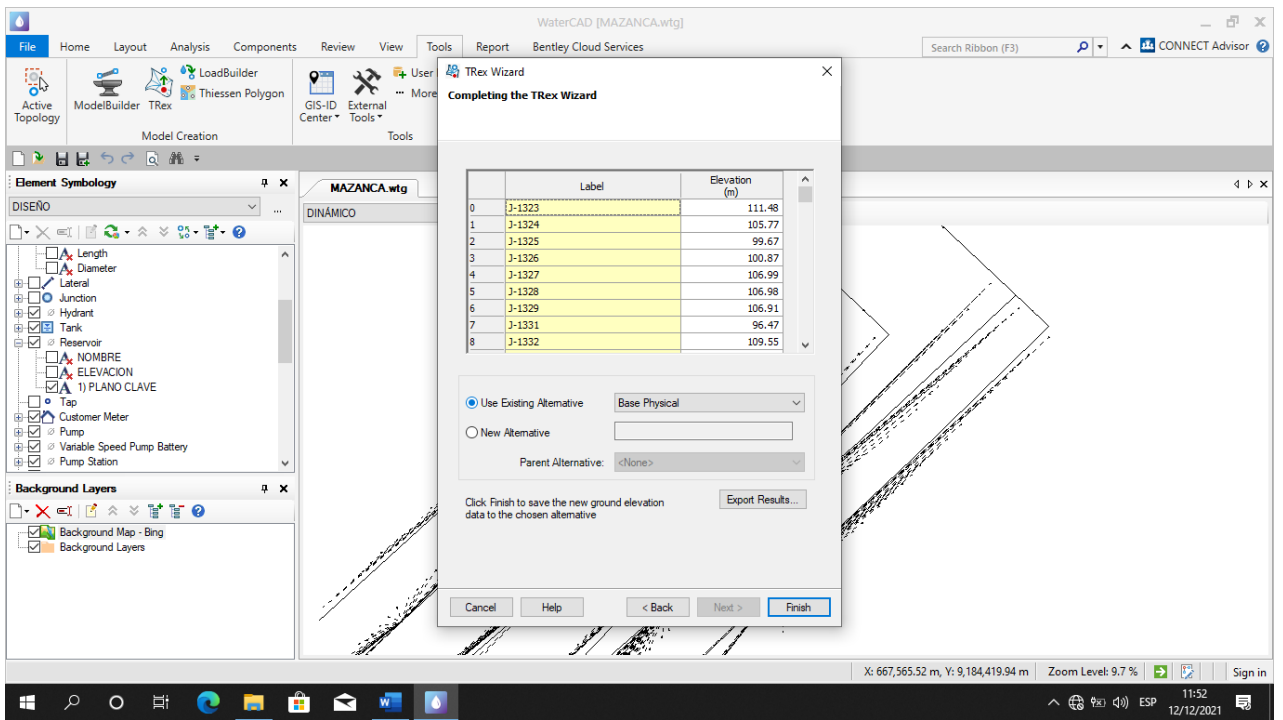 WaterCAD [MAZANCA.wtg]
File Home Layout Analysis Components Review View Tools Report Bentley Cloud Services Search Ribbon (F3) CONNECT Advisor
Active Topology
ModelBuilder
TRex
LoadBuilder
Thiessen Polygon
Model Creation
GIS-ID Center
External Tools
User
More
Tools
Element Symbology
DISEÑO
...
Length
Diameter
Lateral
Junction
Hydrant
Tank
Reservoir
NOMBRE
ELEVACION
1) PLANO CLAVE
Tap
Customer Meter
Pump
Variable Speed Pump Battery
Pump Station
Background Layers
Background Map - Bing
Background Layers
MAZANCA.wtg
DINÁMICO
TRex Wizard
Completing the TRex Wizard
Label Elevation (m)
0 J-1323 111.48
1 J-1324 105.77
2 J-1325 99.67
3 J-1326 100.87
4 J-1327 106.99
5 J-1328 106.98
6 J-1329 106.91
7 J-1331 96.47
8 J-1332 109.55
Use Existing Alternative Base Physical
New Alternative
Parent Alternative: <None>
Click Finish to save the new ground elevation
data to the chosen alternative
Export Results...
Cancel Help < Back Next > Finish
X: 667,565.52 m, Y: 9,184,419.94 m Zoom Level: 9.7 % Sign in
ESP
11:52
12/12/2021